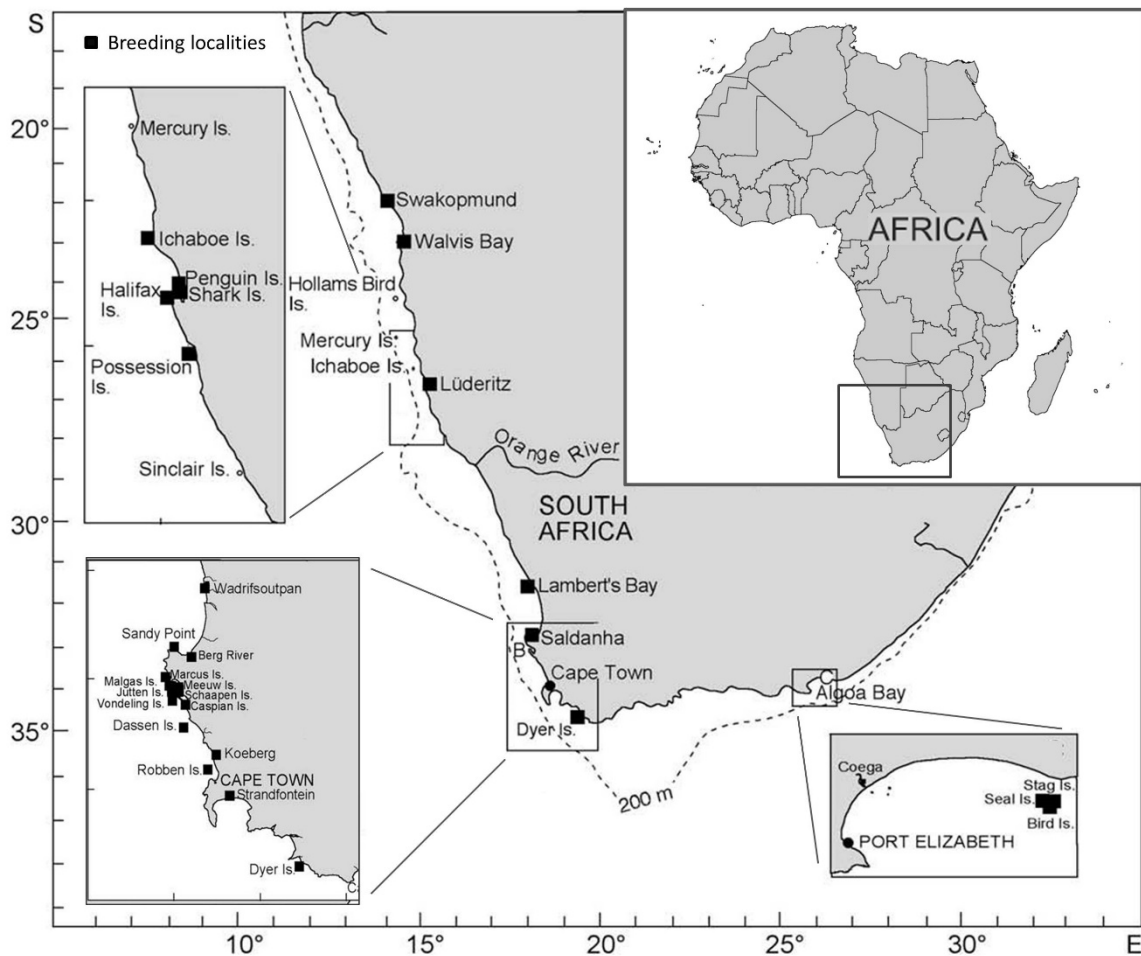 S
Breeding localities
20°
25°
30°
35°
10°
15°
20°
25°
30°
E
Mercury Is.
Ichaboe Is.
Penguin Is.
Shark Is.
Halifax
Is.
Possession
Is.
Sinclair Is.
Swakopmund
Walvis Bay
Hollams Bird
Is.
Mercury Is.
Ichaboe Is.
Lüderitz
Orange River
SOUTH
AFRICA
Lambert's Bay
Saldanha
B
Cape Town
Dyer Is.
C
Algoa Bay
200 m
AFRICA
Wadrifsoutpan
Sandy Point
Berg River
Marcus Is.
Malgas Is.
Meeuw Is.
Jutten Is.
Schaapen Is.
Vondeling Is.
Caspian Is.
Dassen Is.
Koeberg
Robben Is.
CAPE TOWN
Strandfontein
Dyer Is.
C
Coega
Stag Is.
Seal Is.
Bird Is.
PORT ELIZABETH